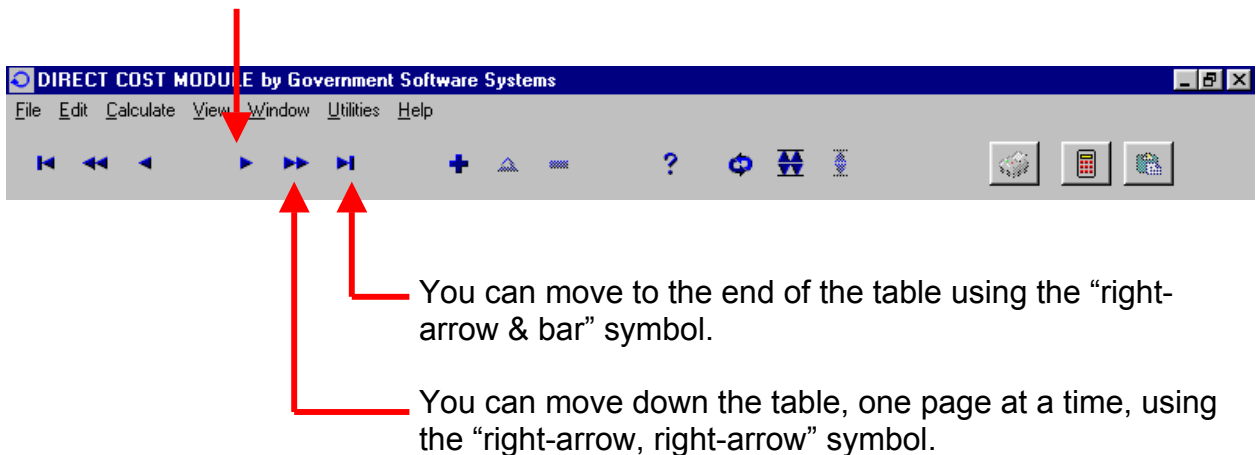 DIRECT COST MODULE by Government Software Systems
File Edit Calculate View Window Utilities Help
?
You can move to the end of the table using the “right-
arrow & bar” symbol.
You can move down the table, one page at a time, using
the “right-arrow, right-arrow” symbol.